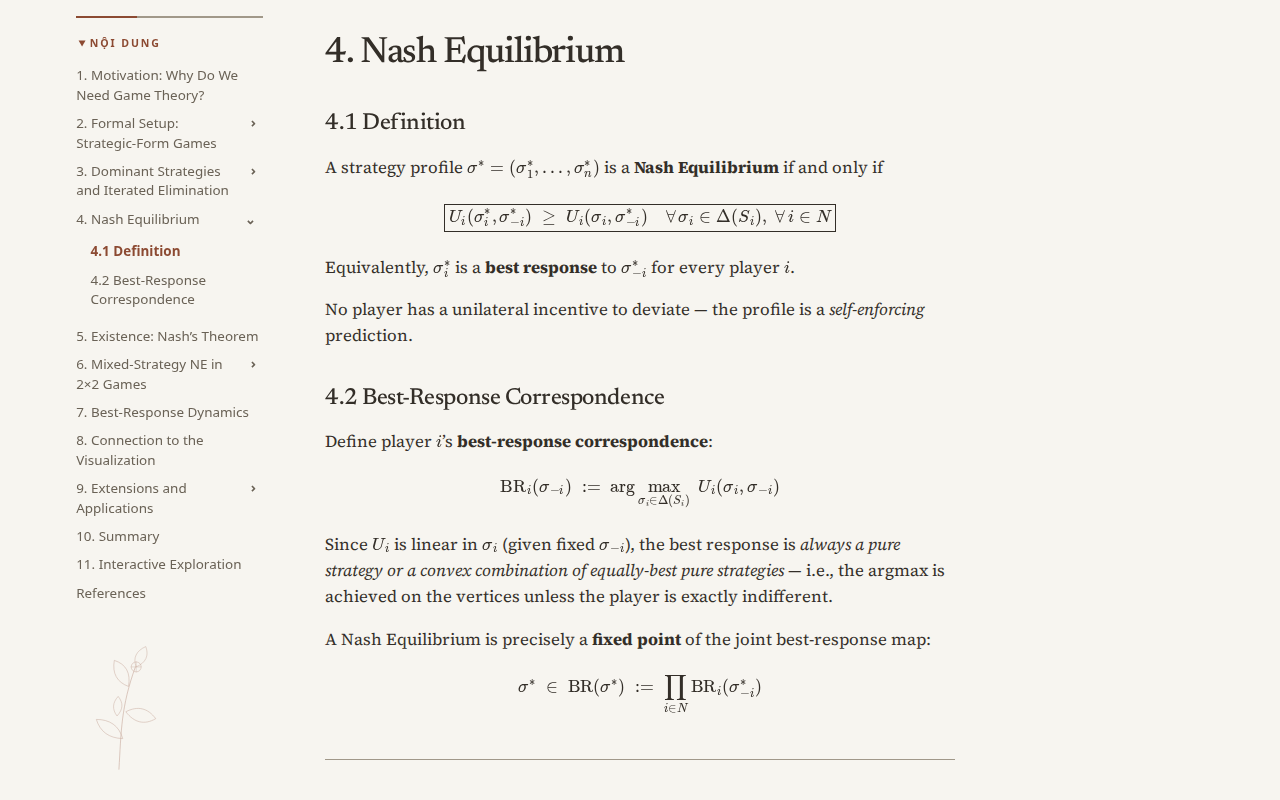 ▾ NỘI DUNG
1. Motivation: Why Do We
Need Game Theory?
2. Formal Setup:
Strategic-Form Games
3. Dominant Strategies
and Iterated Elimination
4. Nash Equilibrium
4.1 Definition
4.2 Best-Response
Correspondence
5. Existence: Nash’s Theorem
6. Mixed-Strategy NE in
2×2 Games
7. Best-Response Dynamics
8. Connection to the
Visualization
9. Extensions and
Applications
10. Summary
11. Interactive Exploration
References
4. Nash Equilibrium
4.1 Definition
A strategy profile σ* = (σ₁*, . . . , σₙ*) is a Nash Equilibrium if and only if
Uᵢ(σᵢ*, σ₋ᵢ*) ≥ Uᵢ(σᵢ, σ₋ᵢ*) ∀σᵢ ∈ Δ(Sᵢ), ∀i ∈ N
Equivalently, σᵢ* is a best response to σ₋ᵢ* for every player i.
No player has a unilateral incentive to deviate — the profile is a self-enforcing
prediction.
4.2 Best-Response Correspondence
Define player i’s best-response correspondence:
BRᵢ(σ₋ᵢ) := arg max Uᵢ(σᵢ, σ₋ᵢ)
σᵢ∈Δ(Sᵢ)
Since Uᵢ is linear in σᵢ (given fixed σ₋ᵢ), the best response is always a pure
strategy or a convex combination of equally-best pure strategies — i.e., the argmax is
achieved on the vertices unless the player is exactly indifferent.
A Nash Equilibrium is precisely a fixed point of the joint best-response map:
σ* ∈ BR(σ*) := ∏ BRᵢ(σ₋ᵢ*)
i∈N